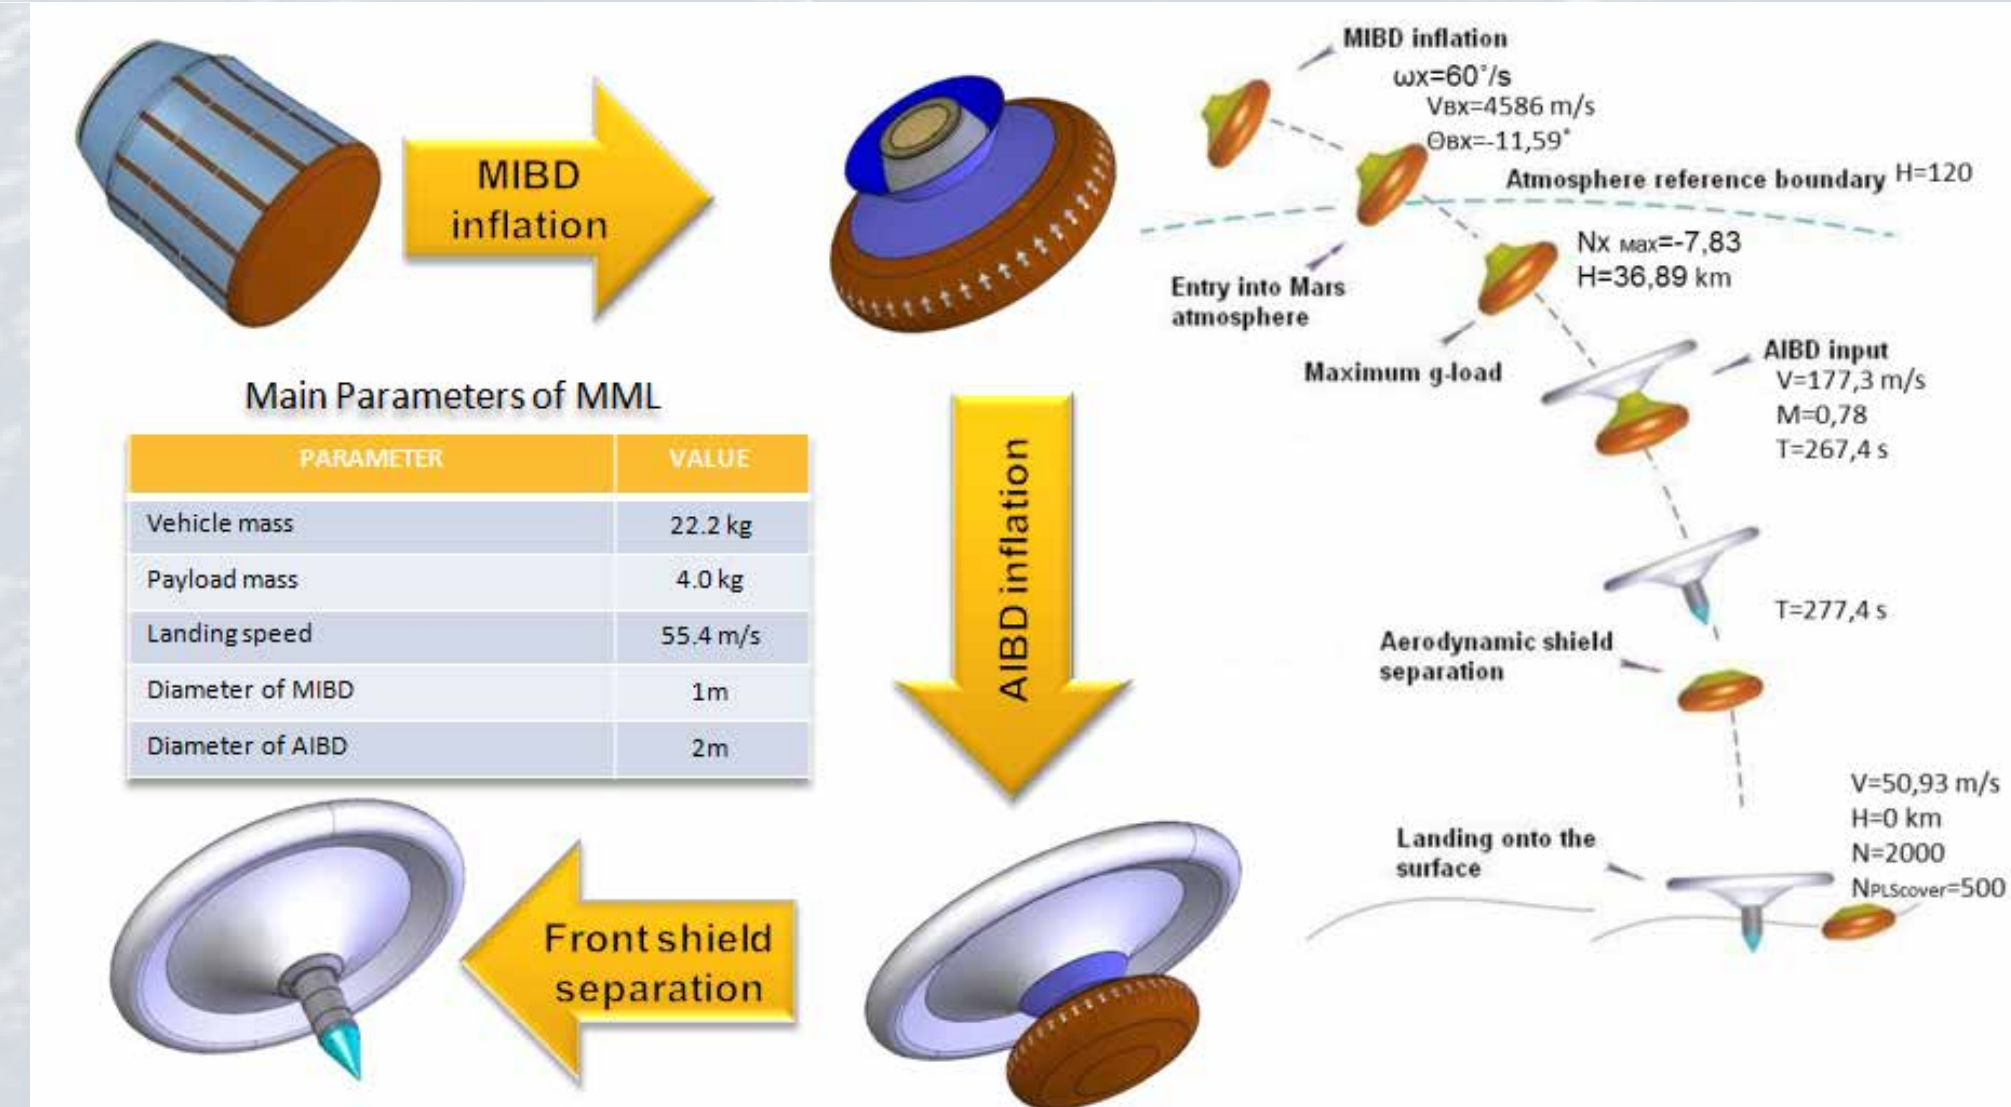 MIBD
inflation
MIBD inflation
ωx=60˚/s
VBX=4586 m/s
ΘBX=-11,59˚
Atmosphere reference boundary H=120
Entry into Mars
atmosphere
Nx мах=-7,83
H=36,89 km
Maximum g-load
AIBD input
V=177,3 m/s
M=0,78
T=267,4 s
Main Parameters of MML
PARAMETER VALUE
Vehicle mass 22.2 kg
Payload mass 4.0 kg
Landing speed 55.4 m/s
Diameter of MIBD 1m
Diameter of AIBD 2m
AIBD inflation
T=277,4 s
Aerodynamic shield
separation
Front shield
separation
Landing onto the
surface
V=50,93 m/s
H=0 km
N=2000
NPLScover=500